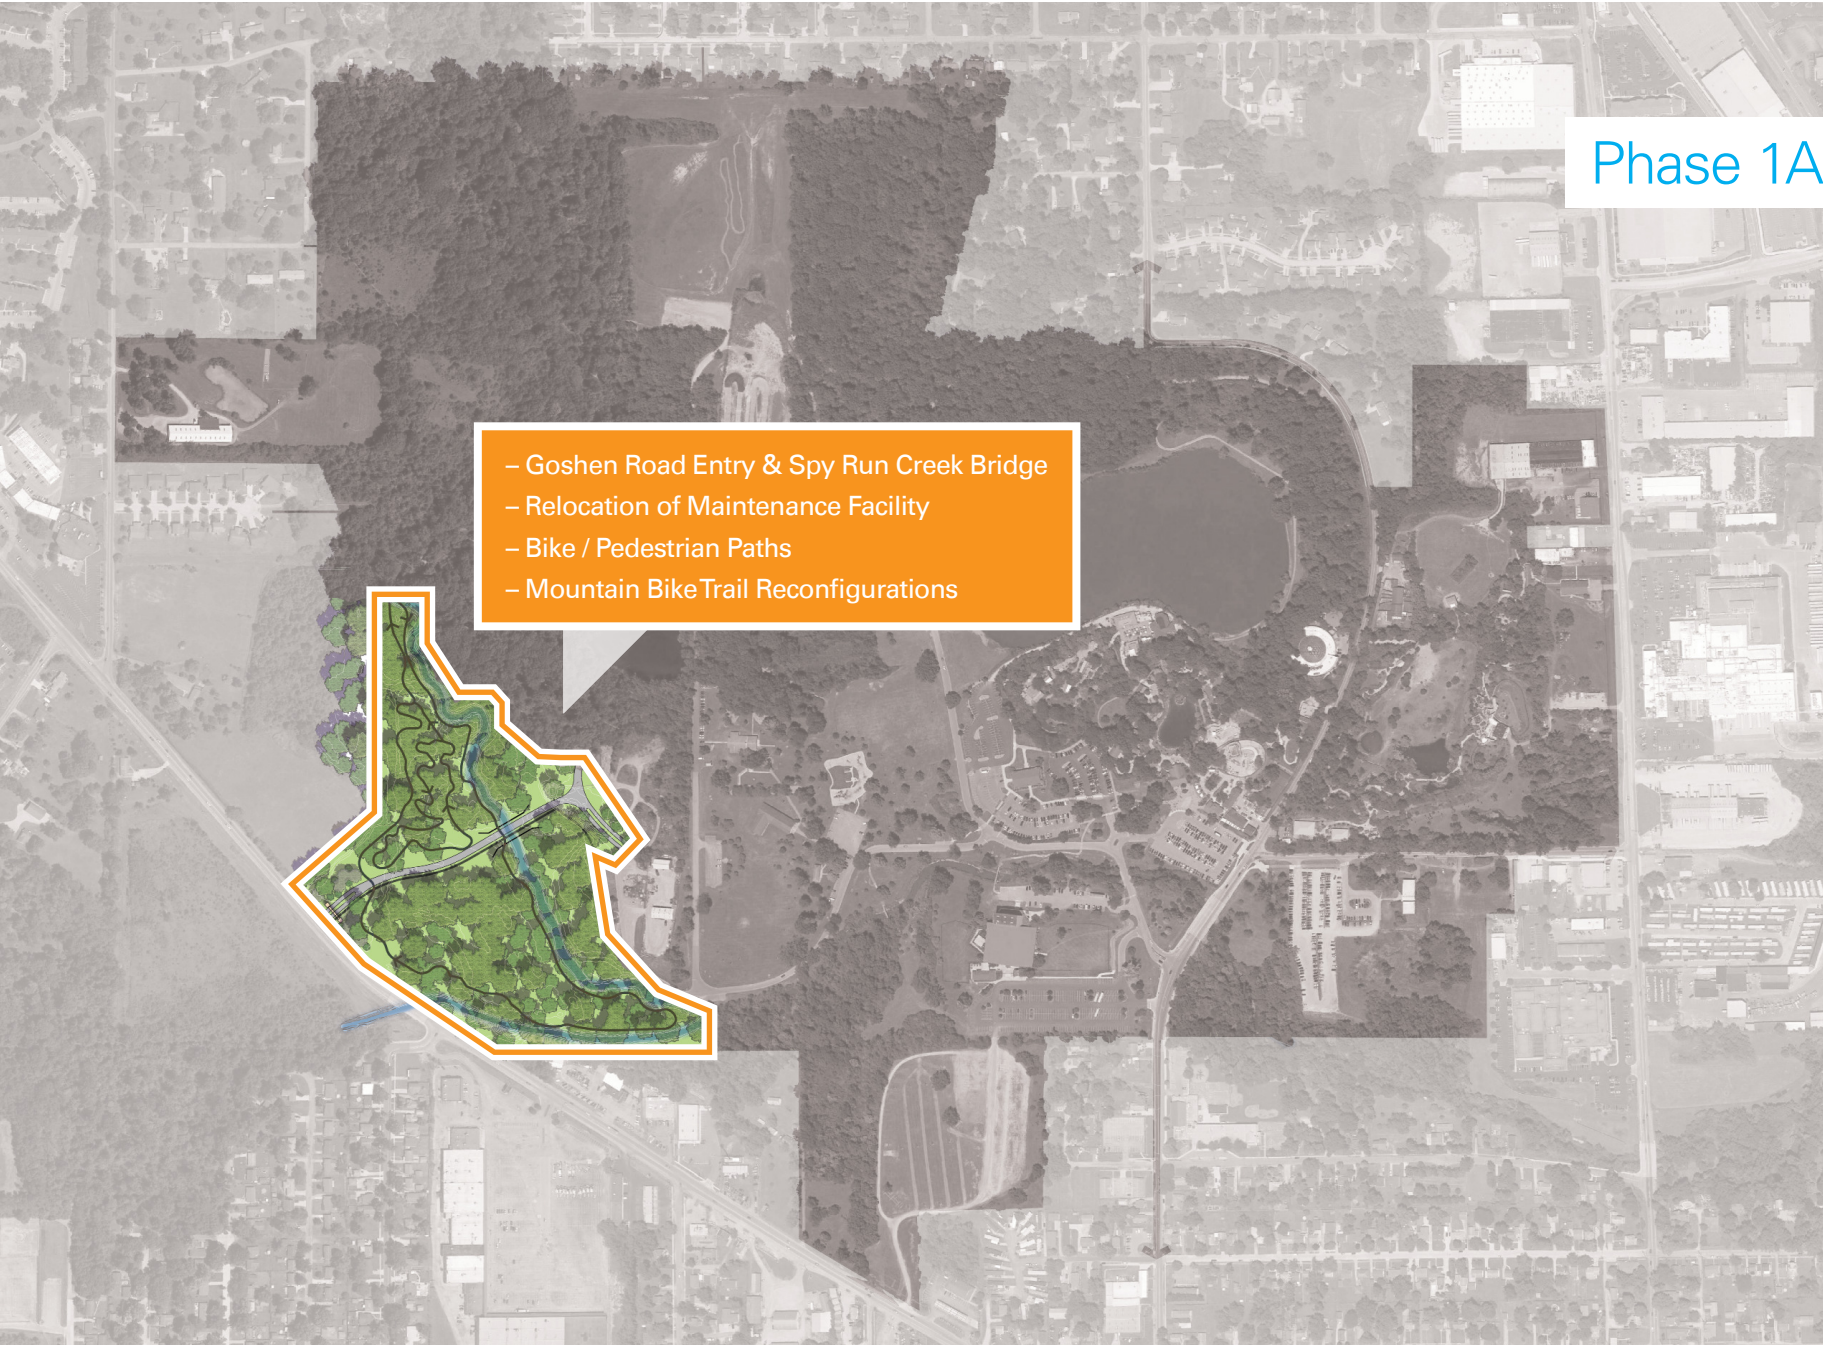 Phase 1A
– Goshen Road Entry & Spy Run Creek Bridge
– Relocation of Maintenance Facility
– Bike / Pedestrian Paths
– Mountain Bike Trail Reconfigurations